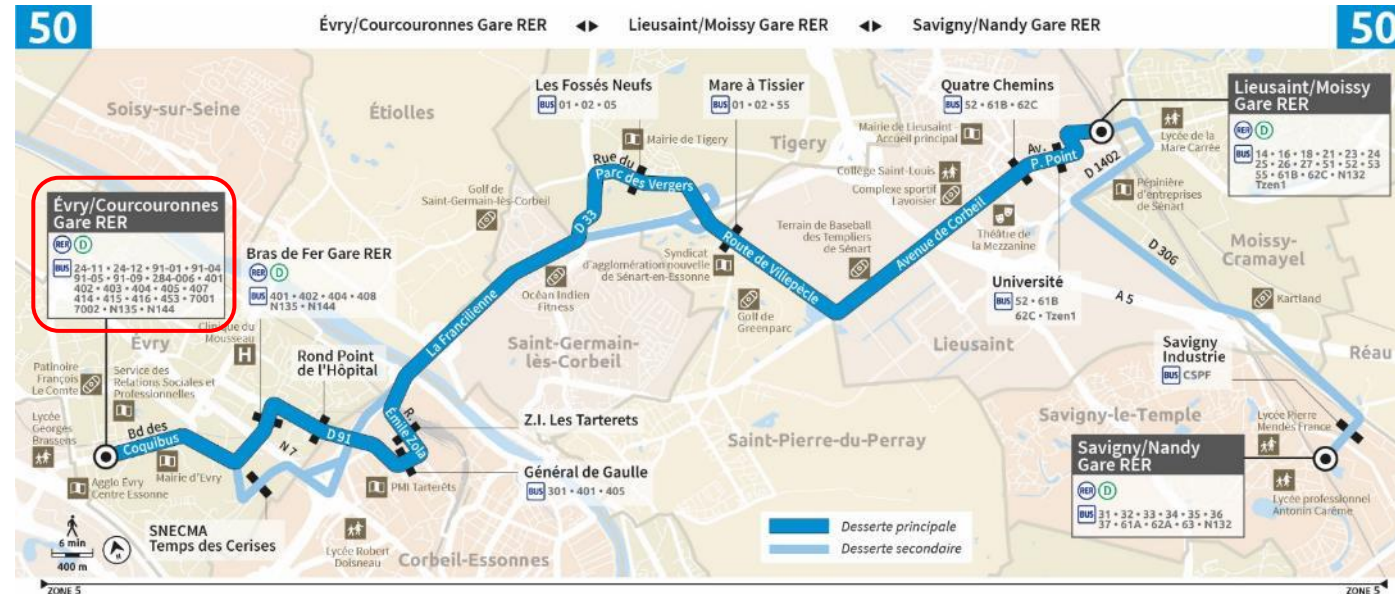 50
Évry/Courcouronnes Gare RER ◄► Lieusaint/Moissy Gare RER ◄► Savigny/Nandy Gare RER
50
Soisy-sur-Seine
Étiolles
Les Fossés Neufs
BUS 01 • 02 • 05
Mairie de Tigery
Mare à Tissier
BUS 01 • 02 • 55
Tigery
Quatre Chemins
BUS 52 • 61B • 62C
Mairie de Lieusaint -
Accueil principal
Collège Saint-Louis
Complexe sportif
Lavoisier
Lieusaint/Moissy
Gare RER
RER D
BUS 14 • 16 • 18 • 21 • 23 • 24
25 • 26 • 27 • 51 • 52 • 53
55 • 61B • 62C • N132
Tzen1
Lycée de la
Mare Carrée
Av.
P. Point
D 1402
Pépinière
d'entreprises
de Sénart
Évry/Courcouronnes
Gare RER
RER D
BUS 24-11 • 24-12 • 91-01 • 91-04
91-05 • 91-09 • 284-006 • 401
402 • 403 • 404 • 405 • 407
414 • 415 • 416 • 453 • 7001
7002 • N135 • N144
Golf de
Saint-Germain-lès-Corbeil
Rue du
Parc des Vergers
D 33
Bras de Fer Gare RER
RER D
BUS 401 • 402 • 404 • 408
N135 • N144
Syndicat
d'agglomération nouvelle
de Sénart-en-Essonne
Route de Villepècle
Terrain de Baseball
des Templiers
de Sénart
Avenue de Corbeil
Théâtre de
la Mezzanine
Moissy-
Cramayel
D 306
A 5
Kartland
Océan Indien
Fitness
La Francilienne
Golf de
Greenparc
Université
BUS 52 • 61B
62C • Tzen1
Évry
Clinique du
Mousseau
H
Rond Point
de l'Hôpital
Saint-Germain-
lès-Corbeil
Lieusaint
Savigny
Industrie
BUS CSPF
Réau
Patinoire
François
Le Comte
Service des
Relations Sociales et
Professionnelles
Lycée
Georges
Brassens
Bd des
Coquibus
N 7
D 91
R.
Émile Zola
Z.I. Les Tarterets
Saint-Pierre-du-Perray
Savigny-le-Temple
Lycée Pierre
Mendès France
Savigny/Nandy
Gare RER
RER D
BUS 31 • 32 • 33 • 34 • 35 • 36
37 • 61A • 62A • 63 • N132
Agglo Évry
Centre Essonne
Mairie d'Evry
PMI Tarterêts
Général de Gaulle
BUS 301 • 401 • 405
Lycée professionnel
Antonin Carême
SNECMA
Temps des Cerises
Lycée Robert
Doisneau
Corbeil-Essonnes
Desserte principale
Desserte secondaire
6 min
400 m
N
ZONE 5
ZONE 5